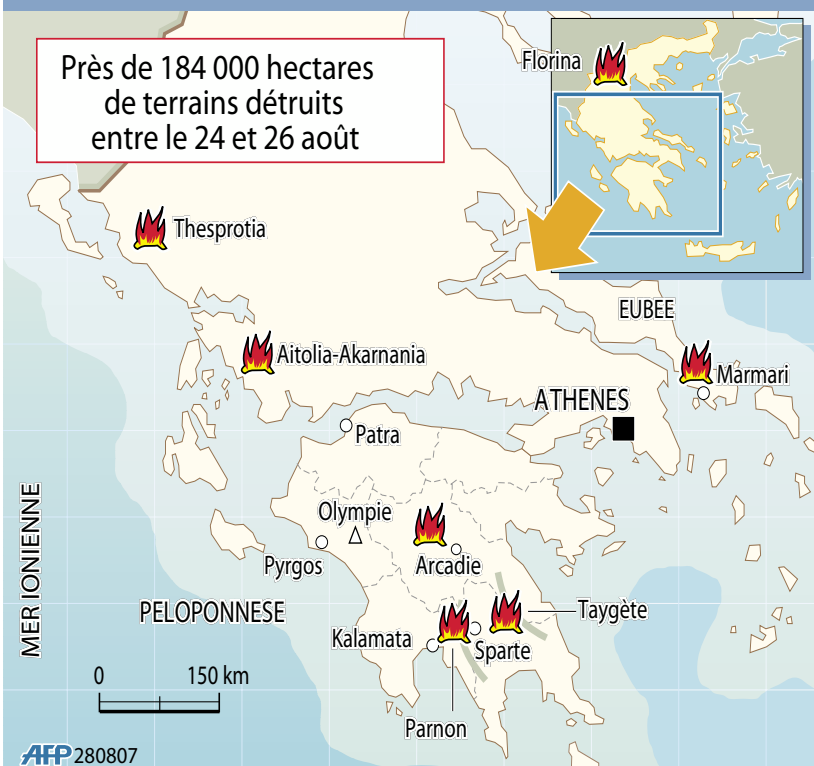 Près de 184 000 hectares
de terrains détruits
entre le 24 et 26 août
Florina
Thesprotia
EUBEE
Aitolia-Akarnania
Marmari
ATHENES
Patra
MER IONIENNE
Olympie
Pyrgos
Arcadie
PELOPONNESE
Taygète
Kalamata
Sparte
0 150 km
Parnon
AFP 280807